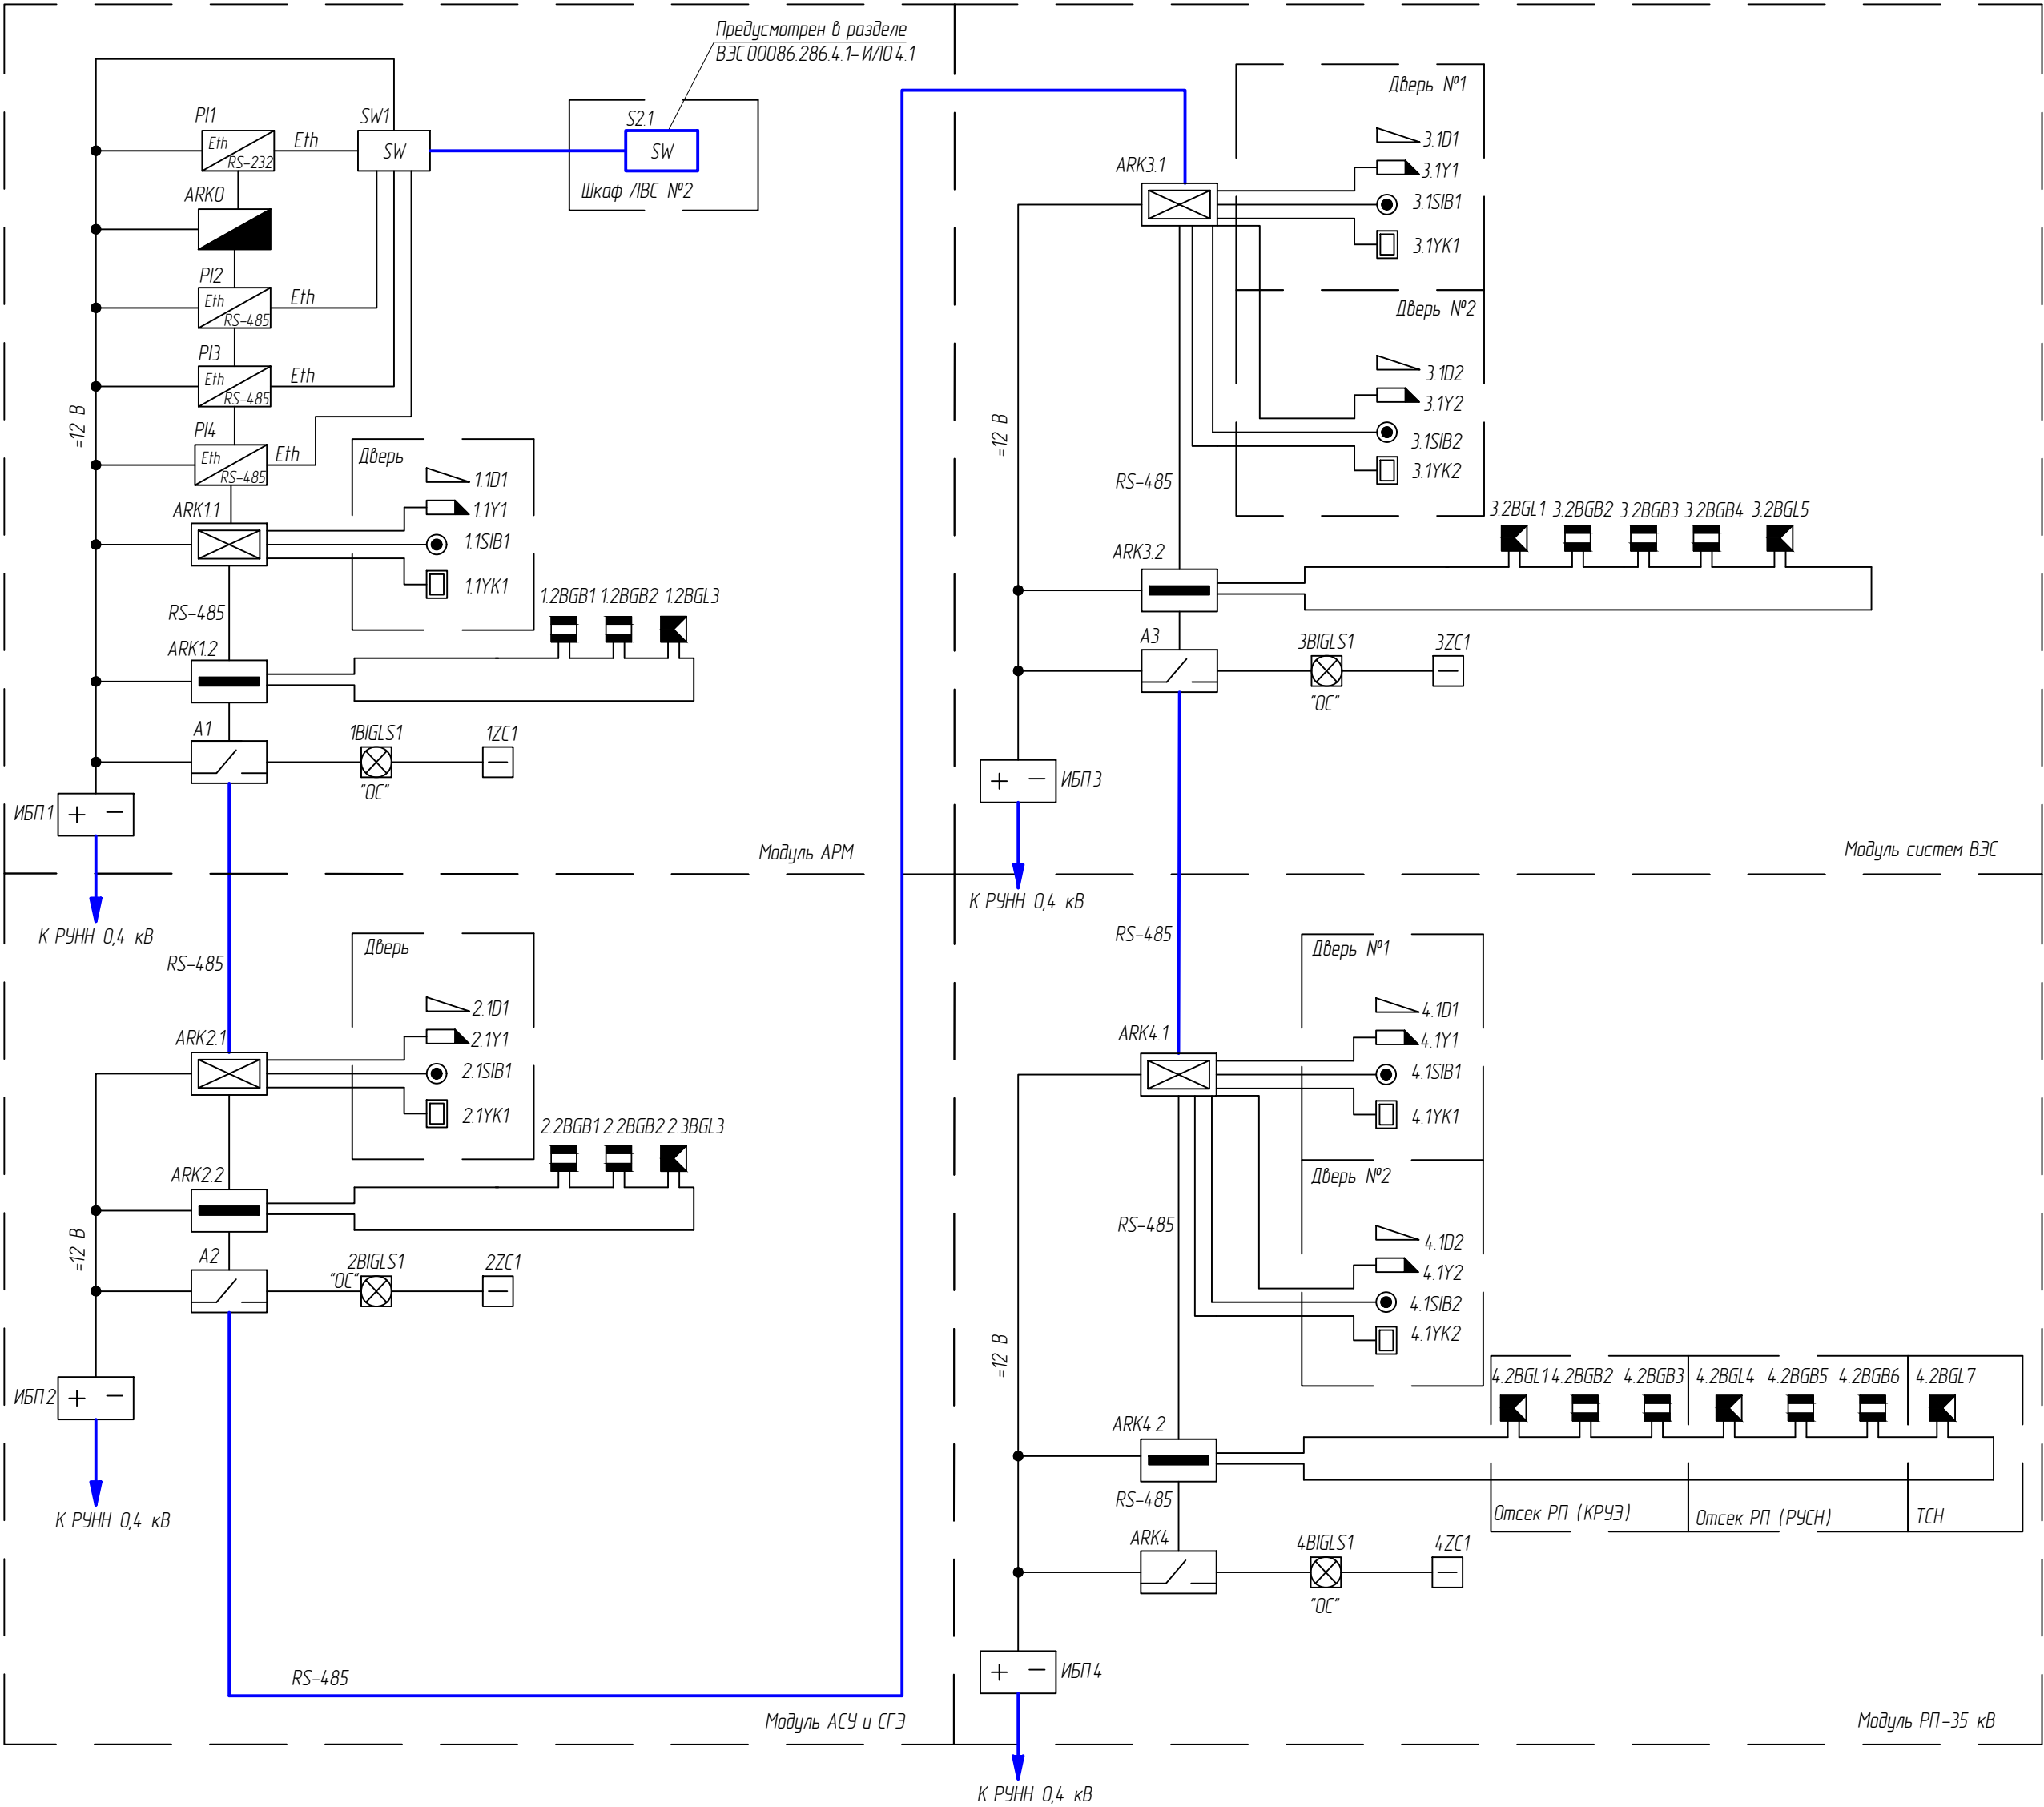 Предусмотрен в разделе
ВЭС00086.286.4.1-ИЛО4.1
PI1
Eth
RS-232
Eth
SW1
SW
S2.1
SW
Шкаф ЛВС №2
ARK0
PI2
Eth
RS-485
Eth
PI3
Eth
RS-485
Eth
=12 В
PI4
Eth
RS-485
Eth
Дверь
1.1D1
1.1Y1
1.1SIB1
1.1YK1
ARK1.1
RS-485
ARK1.2
1.2BGB1
1.2BGB2
1.2BGL3
A1
1BIGLS1
"ОС"
1ZC1
ИБП1
Модуль АРМ
К РУНН 0,4 кВ
RS-485
Дверь
2.1D1
2.1Y1
2.1SIB1
2.1YK1
ARK2.1
ARK2.2
2.2BGB1
2.2BGB2
2.3BGL3
=12 В
A2
2BIGLS1
"ОС"
2ZC1
ИБП2
К РУНН 0,4 кВ
RS-485
Модуль АСУ и СГЭ
Дверь №1
ARK3.1
3.1D1
3.1Y1
3.1SIB1
3.1YK1
Дверь №2
3.1D2
3.1Y2
3.1SIB2
3.1YK2
=12 В
RS-485
3.2BGL1
3.2BGB2
3.2BGB3
3.2BGB4
3.2BGL5
ARK3.2
A3
3BIGLS1
"ОС"
3ZC1
ИБП3
Модуль систем ВЭС
К РУНН 0,4 кВ
RS-485
Дверь №1
4.1D1
ARK4.1
4.1Y1
4.1SIB1
4.1YK1
Дверь №2
RS-485
4.1D2
4.1Y2
4.1SIB2
4.1YK2
=12 В
4.2BGL1
4.2BGB2
4.2BGB3
4.2BGL4
4.2BGB5
4.2BGB6
4.2BGL7
ARK4.2
RS-485
Отсек РП (КРУЭ)
Отсек РП (РУСН)
ТСН
ARK4
4BIGLS1
"ОС"
4ZC1
ИБП4
Модуль РП-35 кВ
К РУНН 0,4 кВ